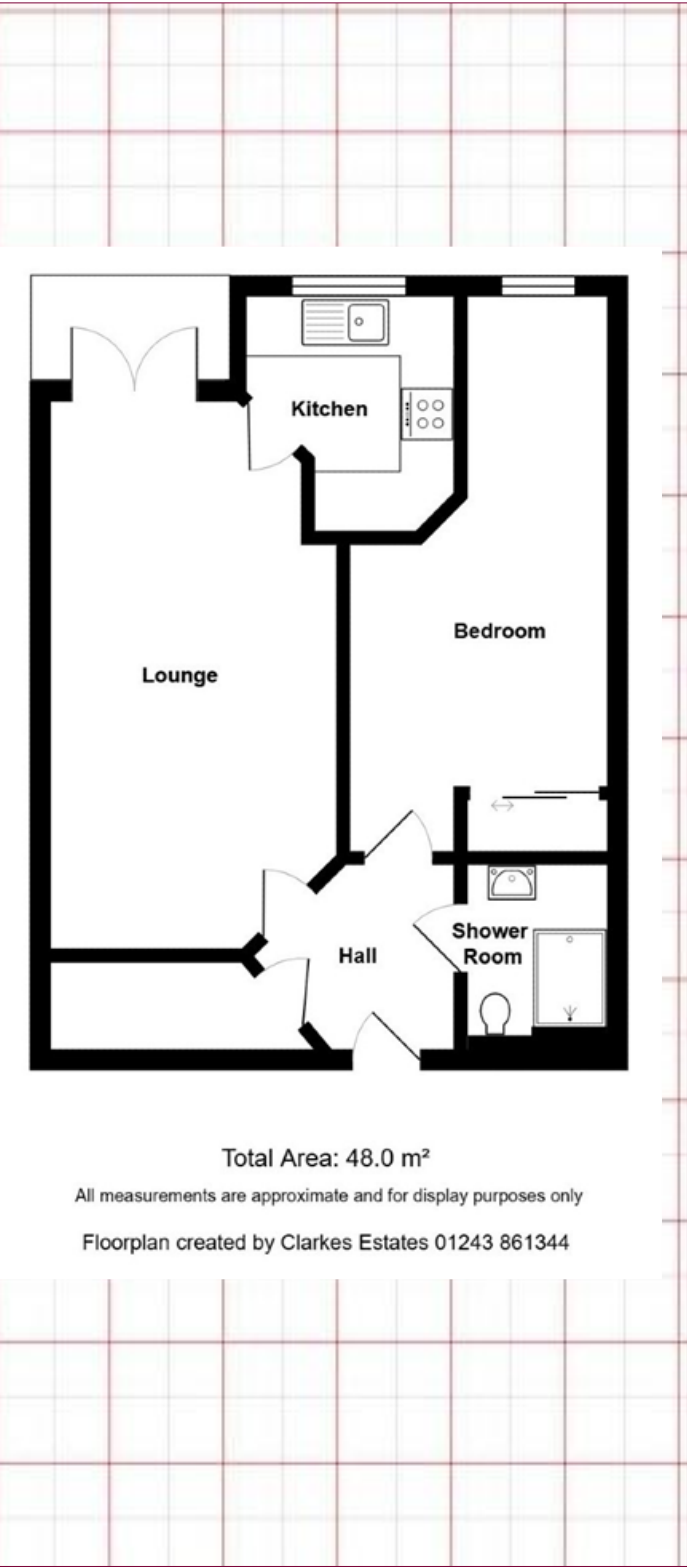 Kitchen
Bedroom
Lounge
Shower
Room
Hall
Total Area: 48.0 m²
All measurements are approximate and for display purposes only
Floorplan created by Clarkes Estates 01243 861344